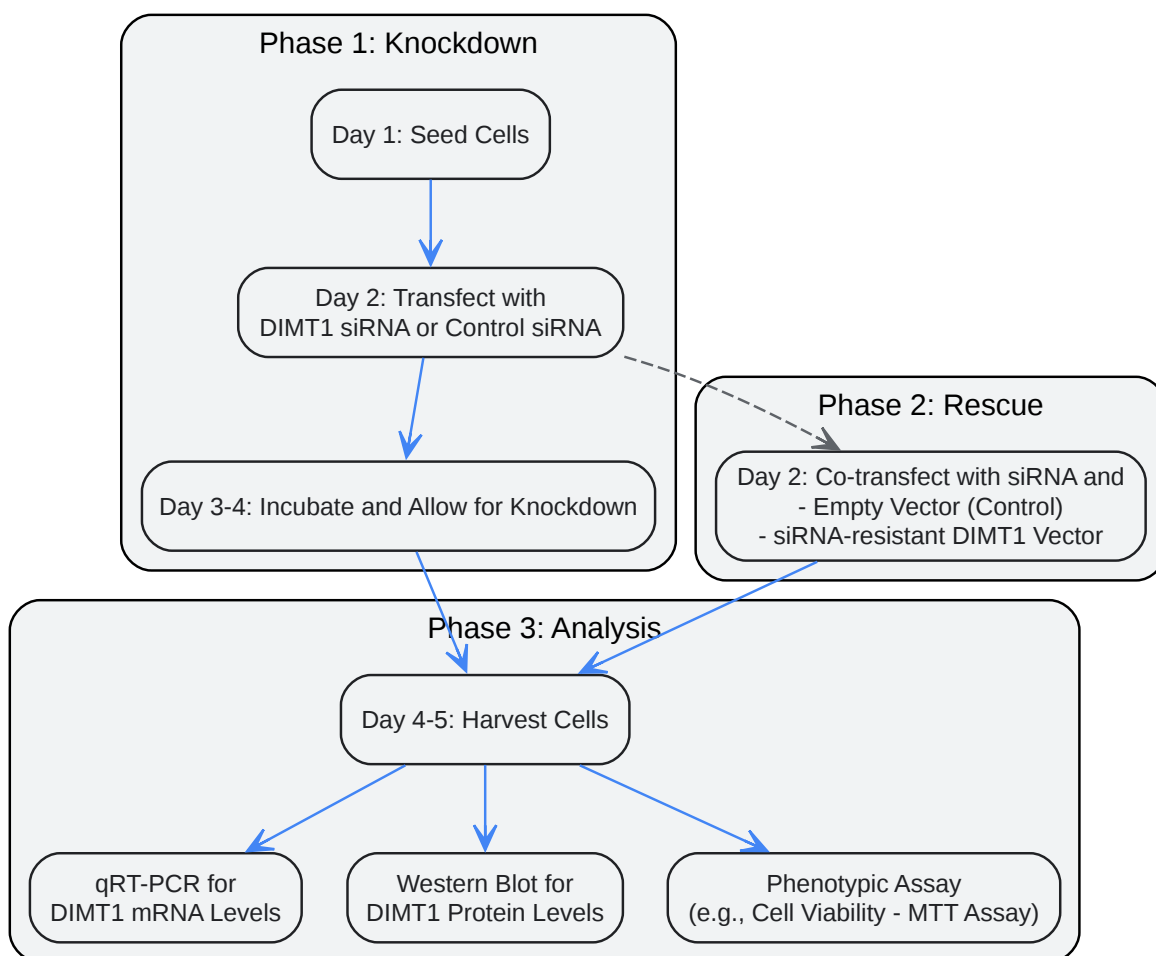 Phase 1: Knockdown
Day 1: Seed Cells
Day 2: Transfect with
DIMT1 siRNA or Control siRNA
Day 3-4: Incubate and Allow for Knockdown
Phase 2: Rescue
Day 2: Co-transfect with siRNA and
- Empty Vector (Control)
- siRNA-resistant DIMT1 Vector
Phase 3: Analysis
Day 4-5: Harvest Cells
qRT-PCR for
DIMT1 mRNA Levels
Western Blot for
DIMT1 Protein Levels
Phenotypic Assay
(e.g., Cell Viability - MTT Assay)